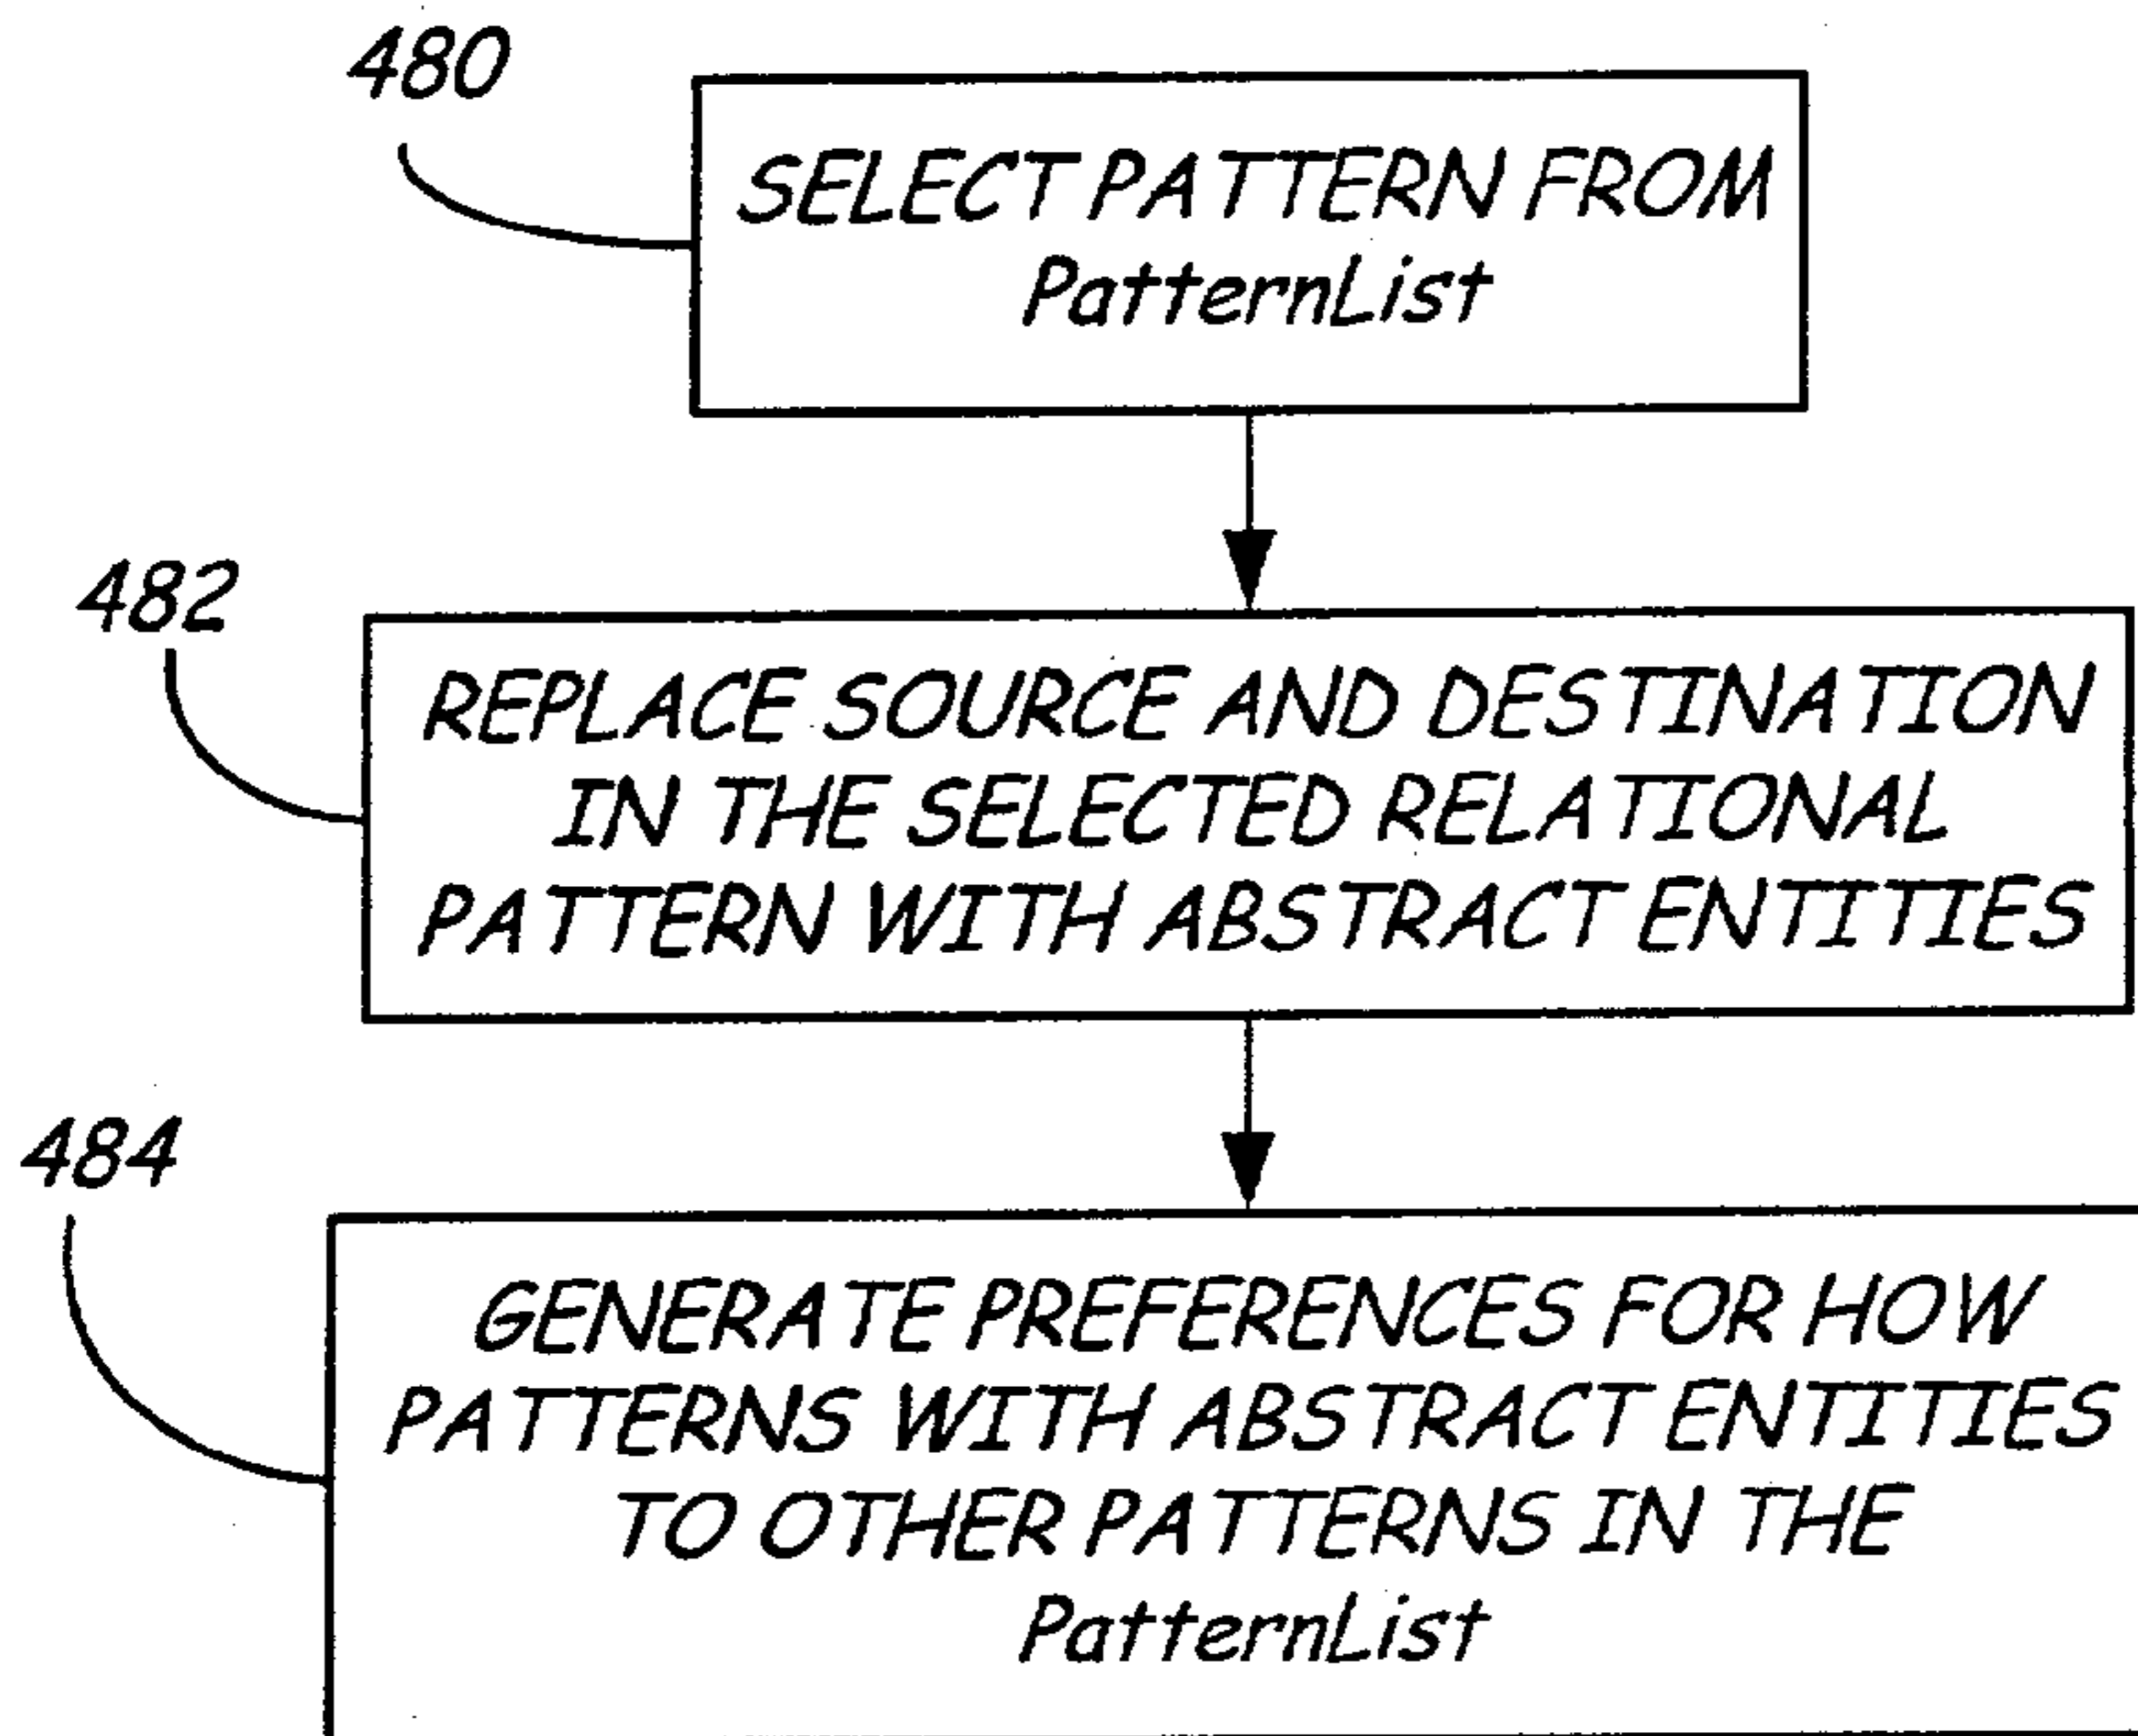 480
SELECT PATTERN FROM
PatternList
482
REPLACE SOURCE AND DESTINATION
IN THE SELECTED RELATIONAL
PATTERN WITH ABSTRACT ENTITIES
484
GENERATE PREFERENCES FOR HOW
PATTERNS WITH ABSTRACT ENTITIES
TO OTHER PATTERNS IN THE
PatternList